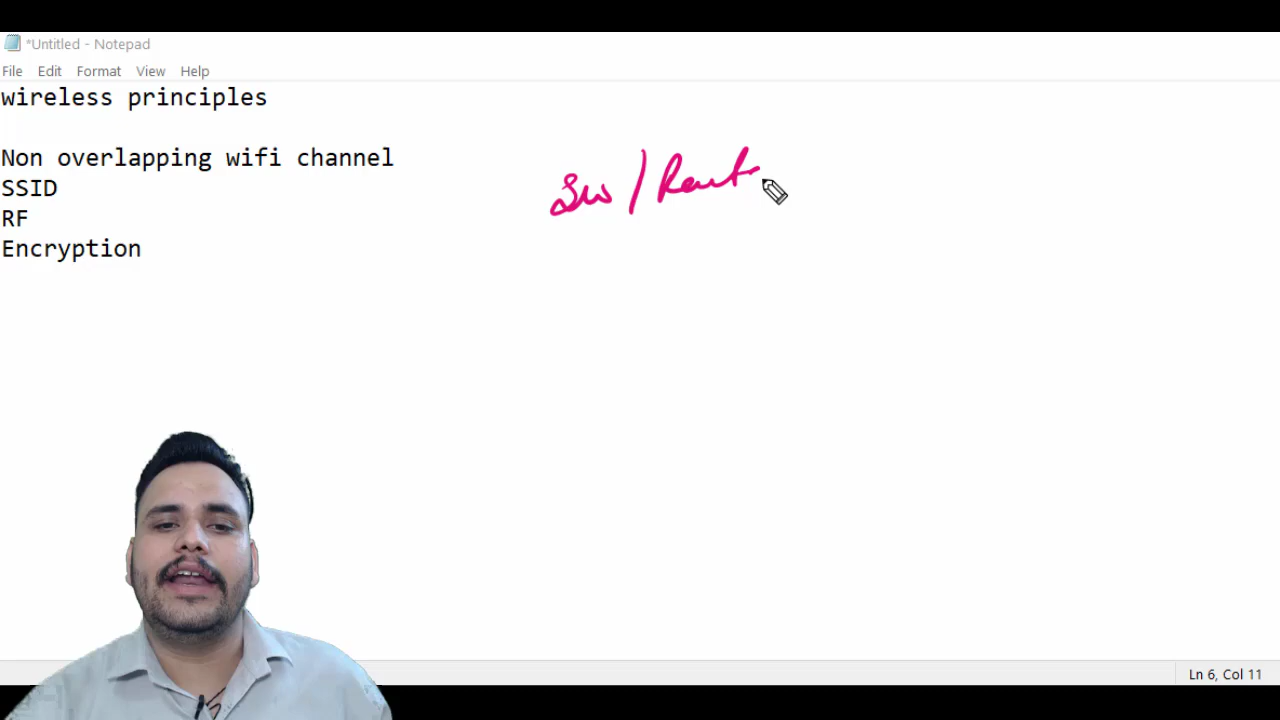 *Untitled - Notepad
File Edit Format View Help
wireless principles
Non overlapping wifi channel
SSID
RF
Encryption
Sw / Rout
Ln 6, Col 11